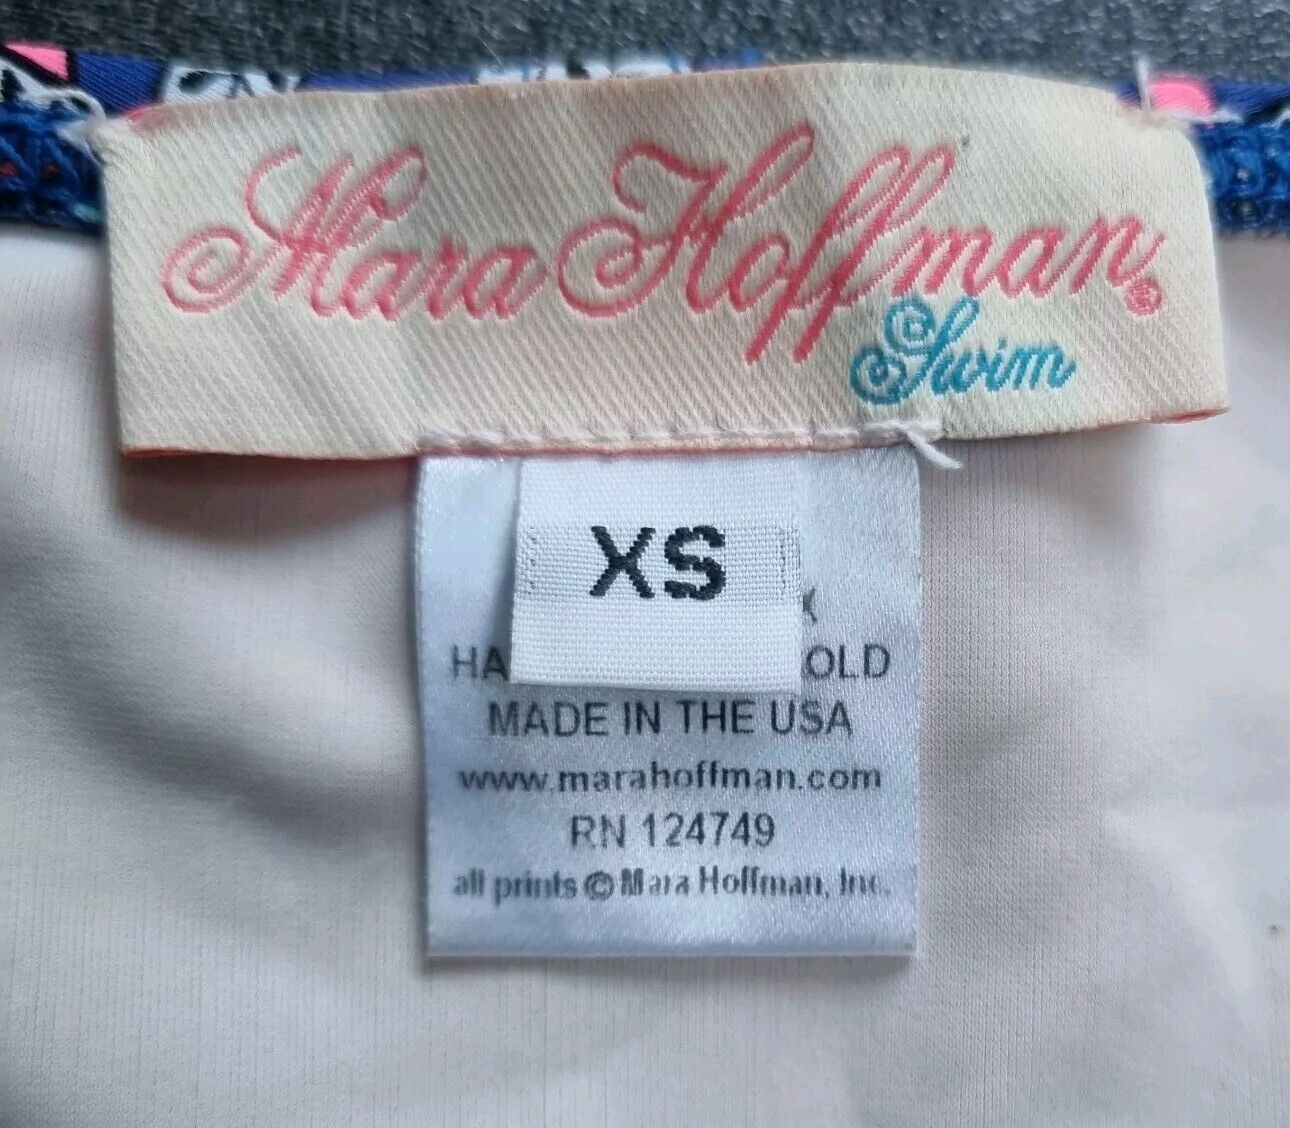 Mara Hoffman®
Swim
XS
MADE IN THE USA
www.marahoffman.com
RN 124749
all prints © Mara Hoffman, Inc.